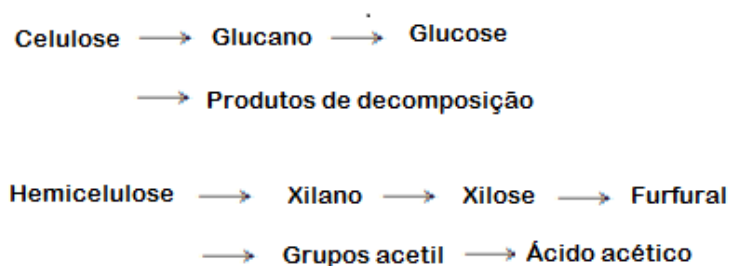 Celulose → Glucano → Glucose
→ Produtos de decomposição
Hemicelulose → Xilano → Xilose → Furfural
→ Grupos acetil → Ácido acético